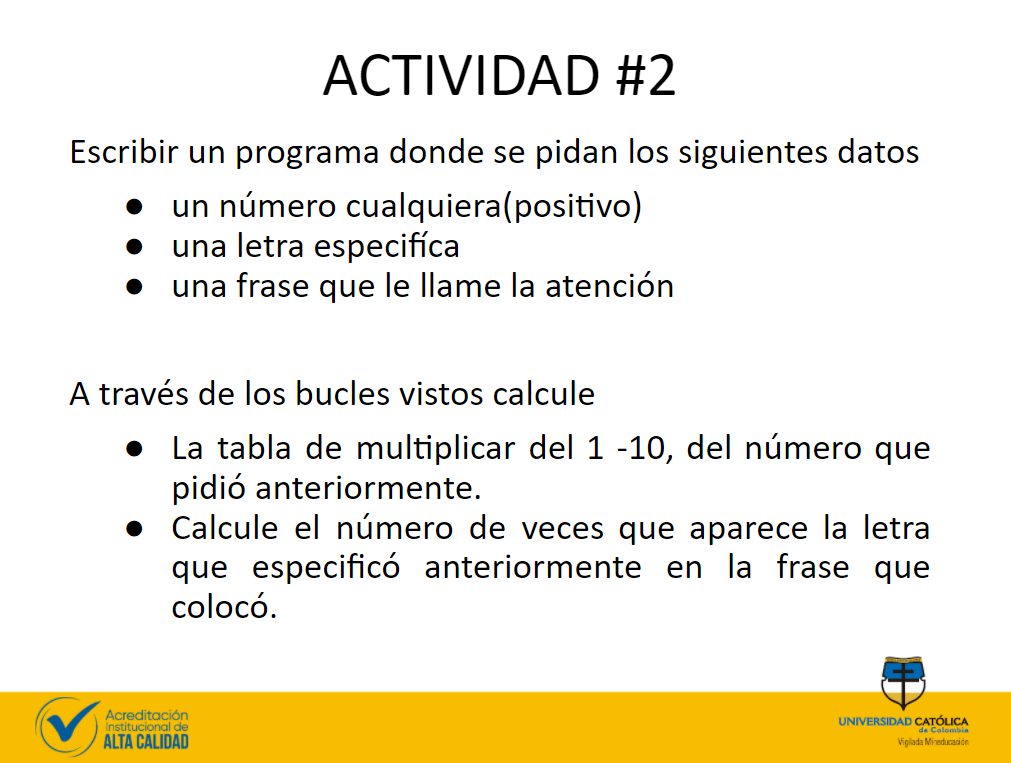 ACTIVIDAD #2
Escribir un programa donde se pidan los siguientes datos
● un número cualquiera(positivo)
● una letra especifíca
● una frase que le llame la atención
A través de los bucles vistos calcule
● La tabla de multiplicar del 1 -10, del número que
pidió anteriormente.
● Calcule el número de veces que aparece la letra
que especificó anteriormente en la frase que
colocó.
Acreditación
Institucional de
ALTA CALIDAD
UNIVERSIDAD CATÓLICA
de Colombia
Vigilada Mineducación